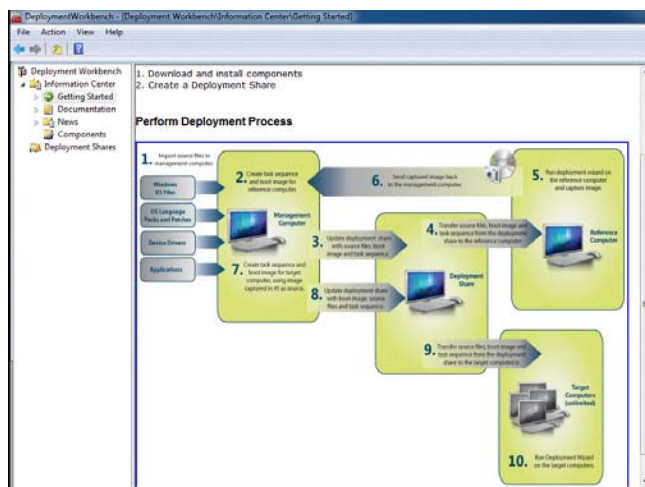 DeploymentWorkbench - [Deployment Workbench\Information Center\Getting Started]
File Action View Help
Deployment Workbench
Information Center
Getting Started
Documentation
News
Components
Deployment Shares
1. Download and install components
2. Create a Deployment Share
Perform Deployment Process
1. Import source files to
management computer.
Windows
OS Files
OS Language
Packs and Patches
Device Drivers
Applications
2. Create task sequence
and boot image for
reference computer.
Management
Computer
7. Create task sequence and
boot image for target
computer, using image
captured in #5 as source.
6. Send captured image back
to the management computer.
3. Update deployment share
with source files, boot
image and task sequence.
8. Update deployment share
with boot image, source
files and task sequence.
Deployment
Share
4. Transfer source files, boot image and
task sequence from the deployment
share to the reference computer.
5. Run deployment wizard on
the reference computer
and capture image.
Reference
Computer
9. Transfer source files, boot image and
task sequence from the deployment
share to the target computer/s.
Target
Computers
(unlimited)
10. Run Deployment Wizard
on the target computers.